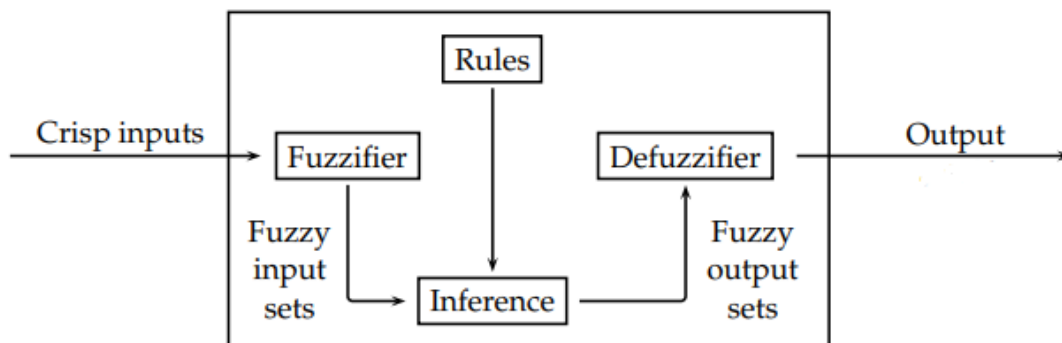 Rules
Crisp inputs
Fuzzifier
Defuzzifier
Output
Fuzzy
input
sets
Inference
Fuzzy
output
sets